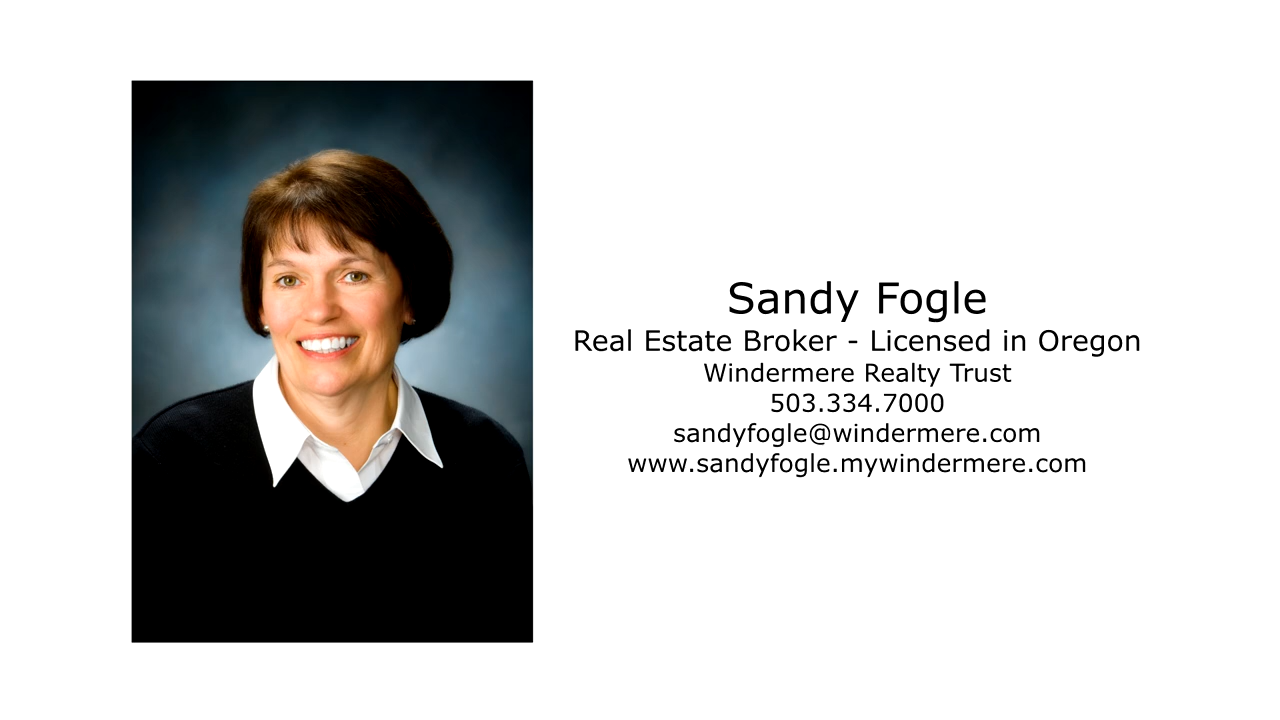 Sandy Fogle
Real Estate Broker - Licensed in Oregon
Windermere Realty Trust
503.334.7000
sandyfogle@windermere.com
www.sandyfogle.mywindermere.com